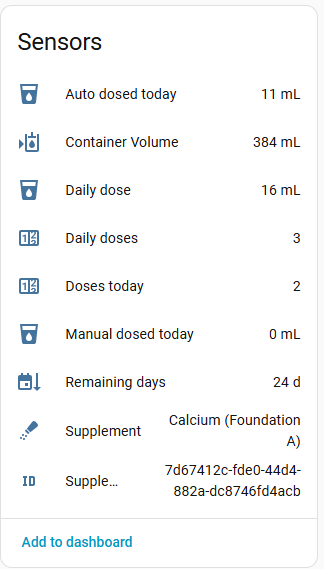 Sensors
Auto dosed today 11 mL
Container Volume 384 mL
Daily dose 16 mL
Daily doses 3
Doses today 2
Manual dosed today 0 mL
Remaining days 24 d
Supplement Calcium (Foundation
A)
ID Supple… 7d67412c-fde0-44d4-
882a-dc8746fd4acb
Add to dashboard